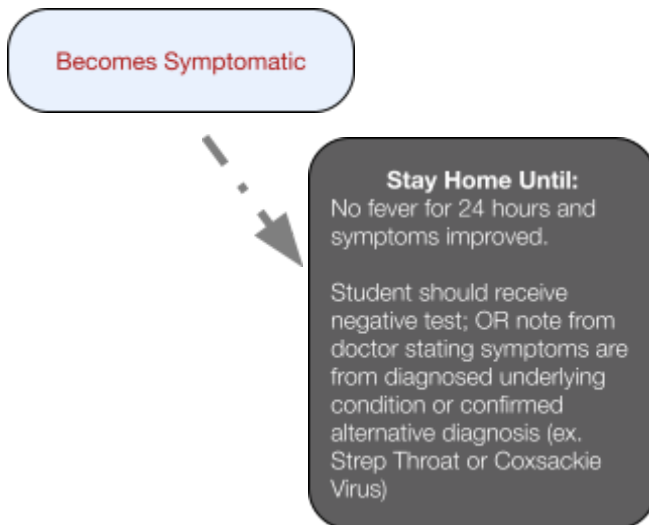 Becomes Symptomatic
Stay Home Until:
No fever for 24 hours and
symptoms improved.
Student should receive
negative test; OR note from
doctor stating symptoms are
from diagnosed underlying
condition or confirmed
alternative diagnosis (ex.
Strep Throat or Coxsackie
Virus)